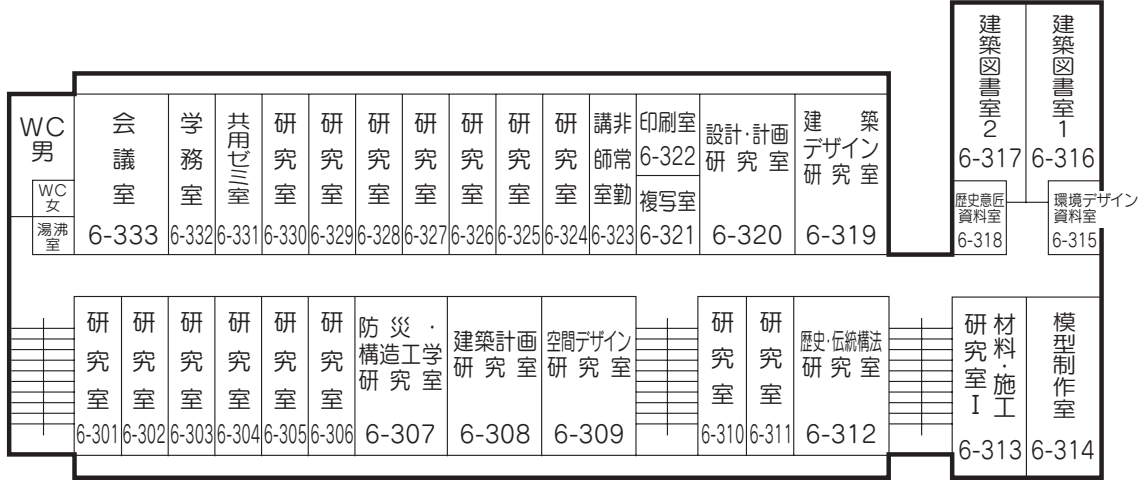 WC
男
WC
女
湯沸
室
会議室
6-333
学務室
6-332
共用ゼミ室
6-331
研究室
6-330
研究室
6-329
研究室
6-328
研究室
6-327
研究室
6-326
研究室
6-325
研究室
6-324
非常勤
講師室
6-323
印刷室
6-322
複写室
6-321
設計・計画
研究室
6-320
建築
デザイン
研究室
6-319
建築図書室2
6-317
建築図書室1
6-316
歴史意匠
資料室
6-318
環境デザイン
資料室
6-315
研究室
6-301
研究室
6-302
研究室
6-303
研究室
6-304
研究室
6-305
研究室
6-306
防災・
構造工学
研究室
6-307
建築計画
研究室
6-308
空間デザイン
研究室
6-309
研究室
6-310
研究室
6-311
歴史・伝統構法
研究室
6-312
材料・施工
研究室I
6-313
模型制作室
6-314